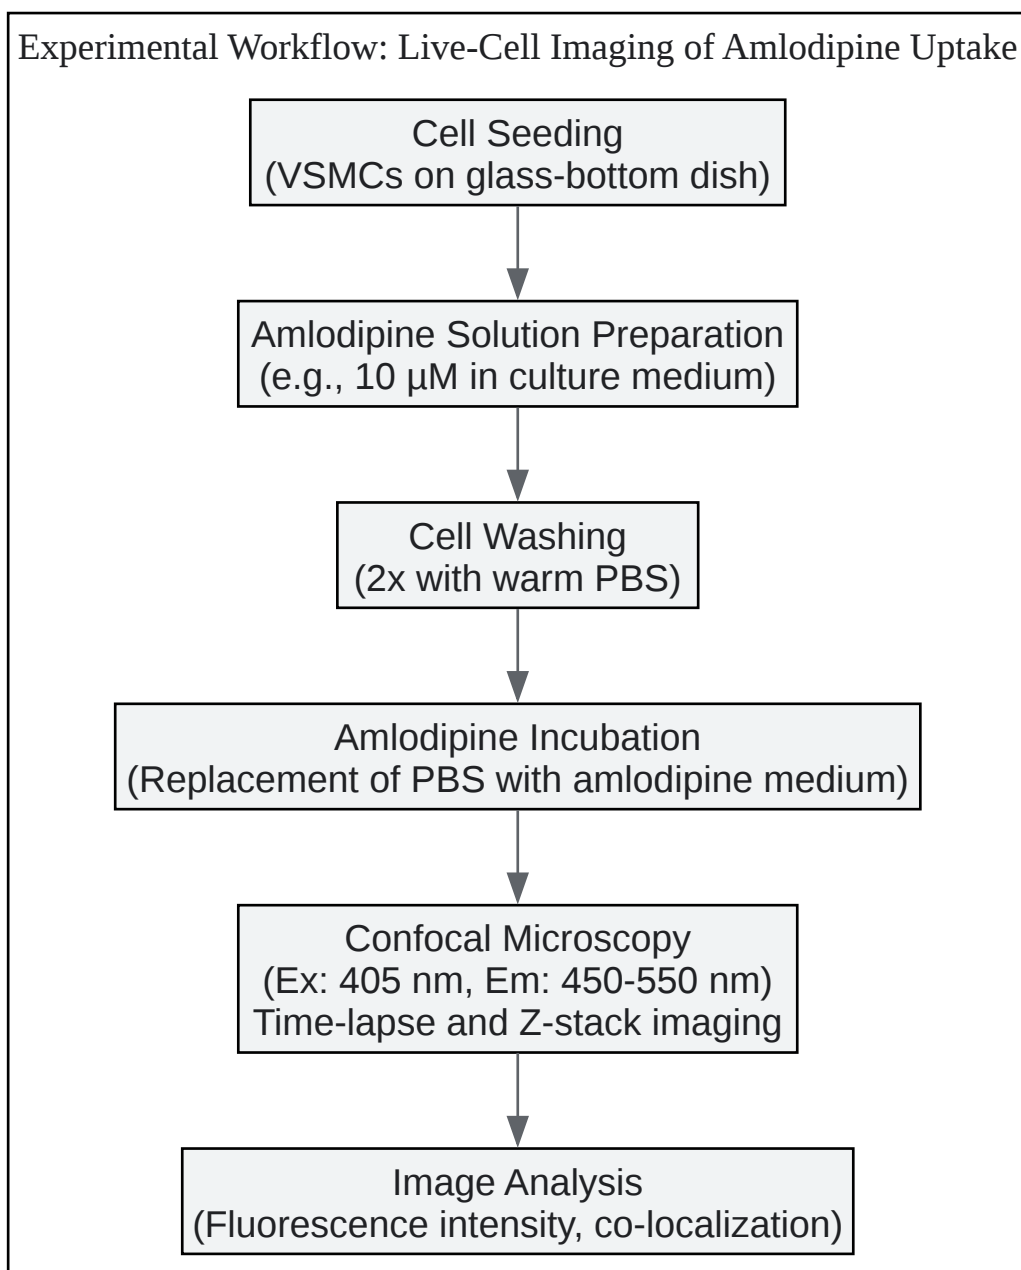 Experimental Workflow: Live-Cell Imaging of Amlodipine Uptake
Cell Seeding
(VSMCs on glass-bottom dish)
Amlodipine Solution Preparation
(e.g., 10 µM in culture medium)
Cell Washing
(2x with warm PBS)
Amlodipine Incubation
(Replacement of PBS with amlodipine medium)
Confocal Microscopy
(Ex: 405 nm, Em: 450-550 nm)
Time-lapse and Z-stack imaging
Image Analysis
(Fluorescence intensity, co-localization)